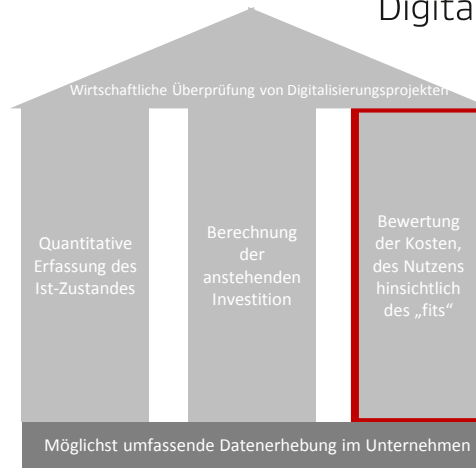 Digita
Wirtschaftliche Überprüfung von Digitalisierungsprojekten
Quantitative
Erfassung des
Ist-Zustandes
Berechnung
der
anstehenden
Investition
Bewertung
der Kosten,
des Nutzens
hinsichtlich
des „fits“
Möglichst umfassende Datenerhebung im Unternehmen